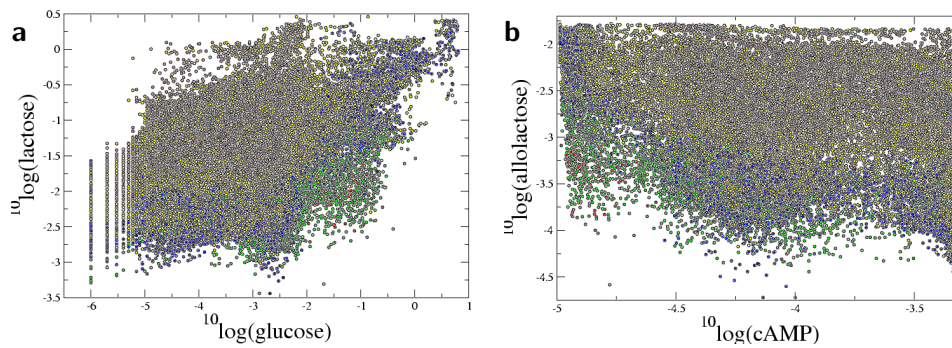 a
0.5
0
-0.5
-1
-1.5
-2
-2.5
-3
-3.5
10log(lactose)
-6 -5 -4 -3 -2 -1 0 1
10log(glucose)
b
-2
-2.5
-3
-3.5
-4
-4.5
10log(allolactose)
-5 -4.5 -4 -3.5
10log(cAMP)